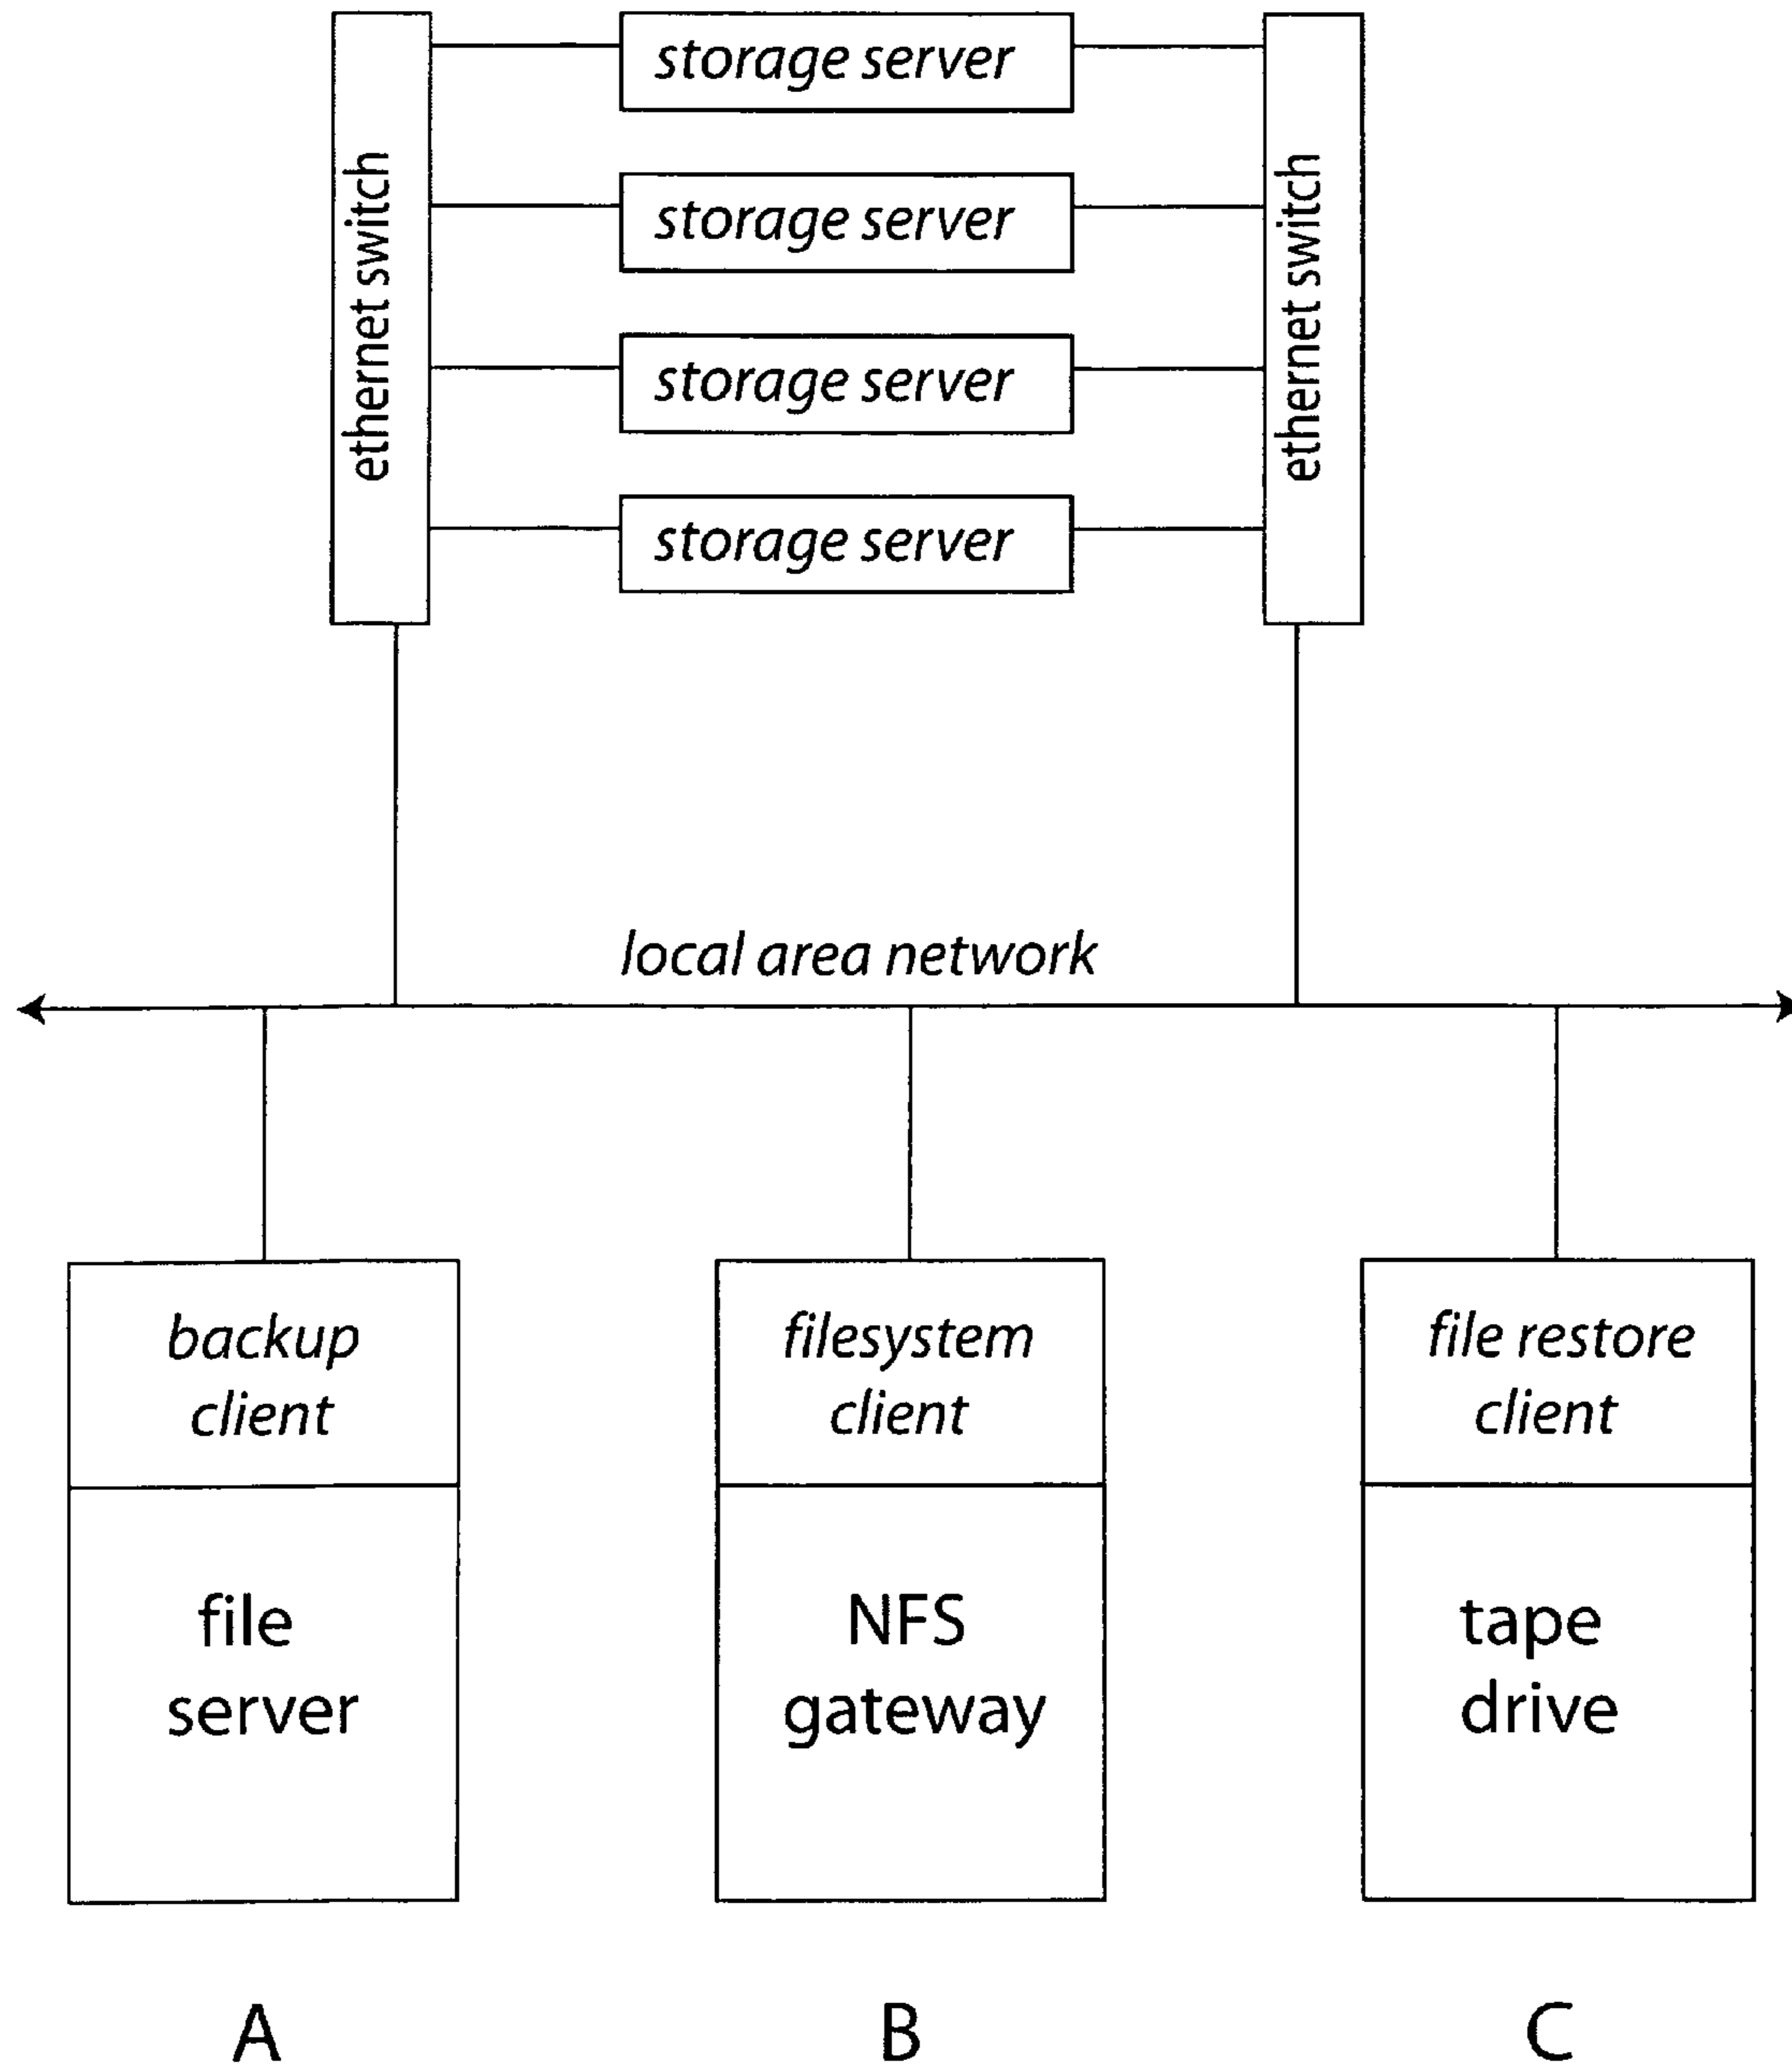 ethernet switch
storage server
storage server
storage server
storage server
ethernet switch
local area network
backup
client
file
server
filesystem
client
NFS
gateway
file restore
client
tape
drive
A
B
C